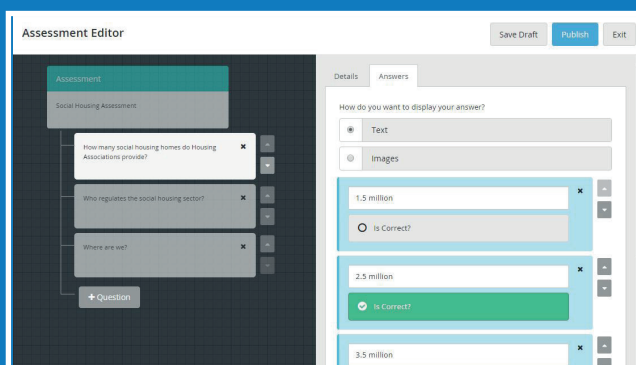 Assessment Editor
Save Draft
Publish
Exit
Assessment
Social Housing Assessment
How many social housing homes do Housing
Associations provide?
Who regulates the social housing sector?
Where are we?
+ Question
Details
Answers
How do you want to display your answer?
Text
Images
1.5 million
Is Correct?
2.5 million
Is Correct?
3.5 million